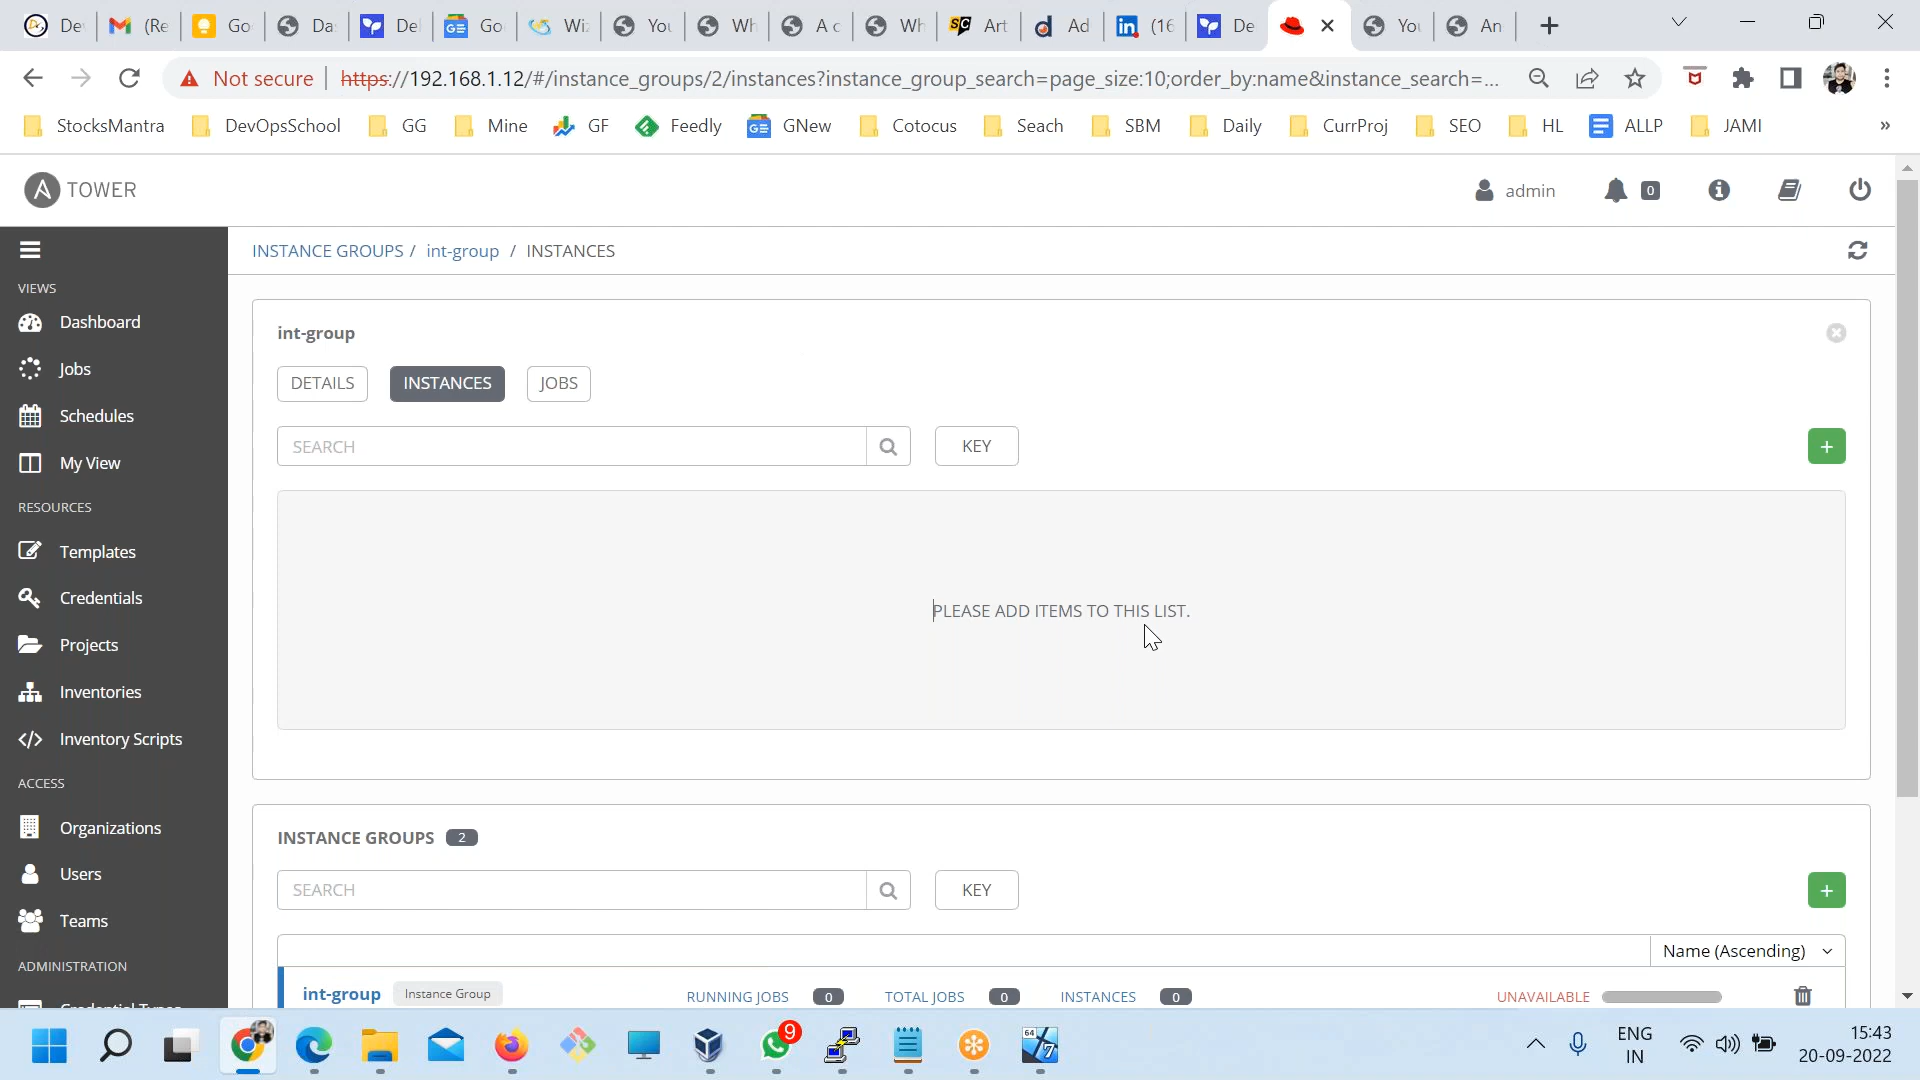 De
(Re
Go
Da
Del
Go
Wiz
You
Wh
A c
Wh
Art
Ad
(16
De
You
An
Not secure
https://192.168.1.12/#/instance_groups/2/instances?instance_group_search=page_size:10;order_by:name&instance_search=...
StocksMantra
DevOpsSchool
GG
Mine
GF
Feedly
GNew
Cotocus
Seach
SBM
Daily
CurrProj
SEO
HL
ALLP
JAMI
»
TOWER
admin
0
VIEWS
Dashboard
Jobs
Schedules
My View
RESOURCES
Templates
Credentials
Projects
Inventories
Inventory Scripts
ACCESS
Organizations
Users
Teams
ADMINISTRATION
INSTANCE GROUPS / int-group / INSTANCES
int-group
DETAILS
INSTANCES
JOBS
SEARCH
KEY
PLEASE ADD ITEMS TO THIS LIST.
INSTANCE GROUPS 2
SEARCH
KEY
Name (Ascending)
int-group
Instance Group
RUNNING JOBS 0
TOTAL JOBS 0
INSTANCES 0
UNAVAILABLE
9
64
ENG
IN
15:43
20-09-2022